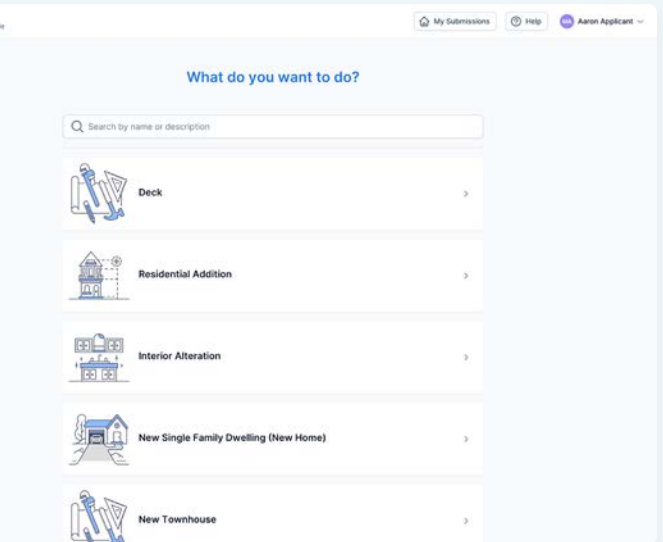 My Submissions
Help
Aaron Applicant
What do you want to do?
Search by name or description
Deck
Residential Addition
Interior Alteration
New Single Family Dwelling (New Home)
New Townhouse